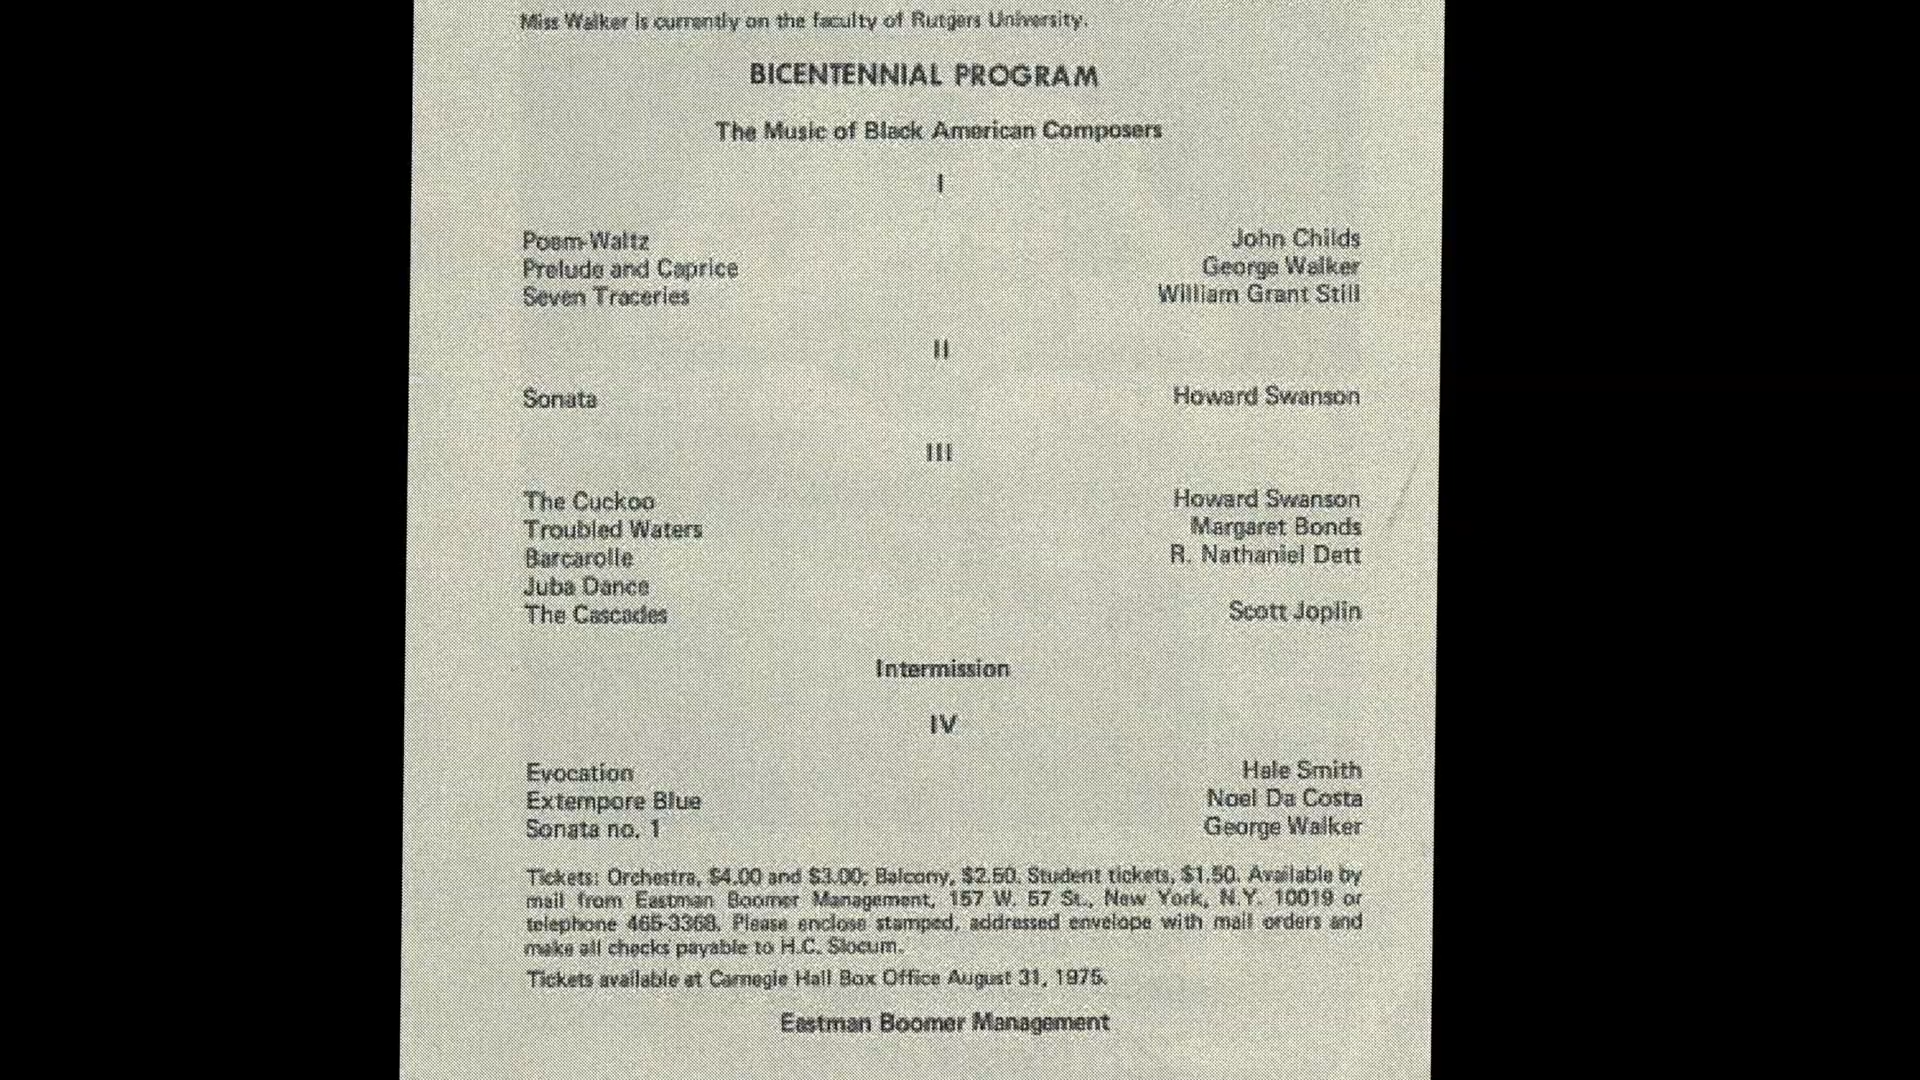 Miss Walker is currently on the faculty of Rutgers University.
BICENTENNIAL PROGRAM
The Music of Black American Composers
I
Poem-Waltz John Childs
Prelude and Caprice George Walker
Seven Traceries William Grant Still
II
Sonata Howard Swanson
III
The Cuckoo Howard Swanson
Troubled Waters Margaret Bonds
Barcarolle R. Nathaniel Dett
Juba Dance
The Cascades Scott Joplin
Intermission
IV
Evocation Hale Smith
Extempore Blue Noel Da Costa
Sonata no. 1 George Walker
Tickets: Orchestra, $4.00 and $3.00; Balcony, $2.50. Student tickets, $1.50. Available by
mail from Eastman Boomer Management, 157 W. 57 St., New York, N.Y. 10019 or
telephone 465-3368. Please enclose stamped, addressed envelope with mail orders and
make all checks payable to H.C. Slocum.
Tickets available at Carnegie Hall Box Office August 31, 1975.
Eastman Boomer Management